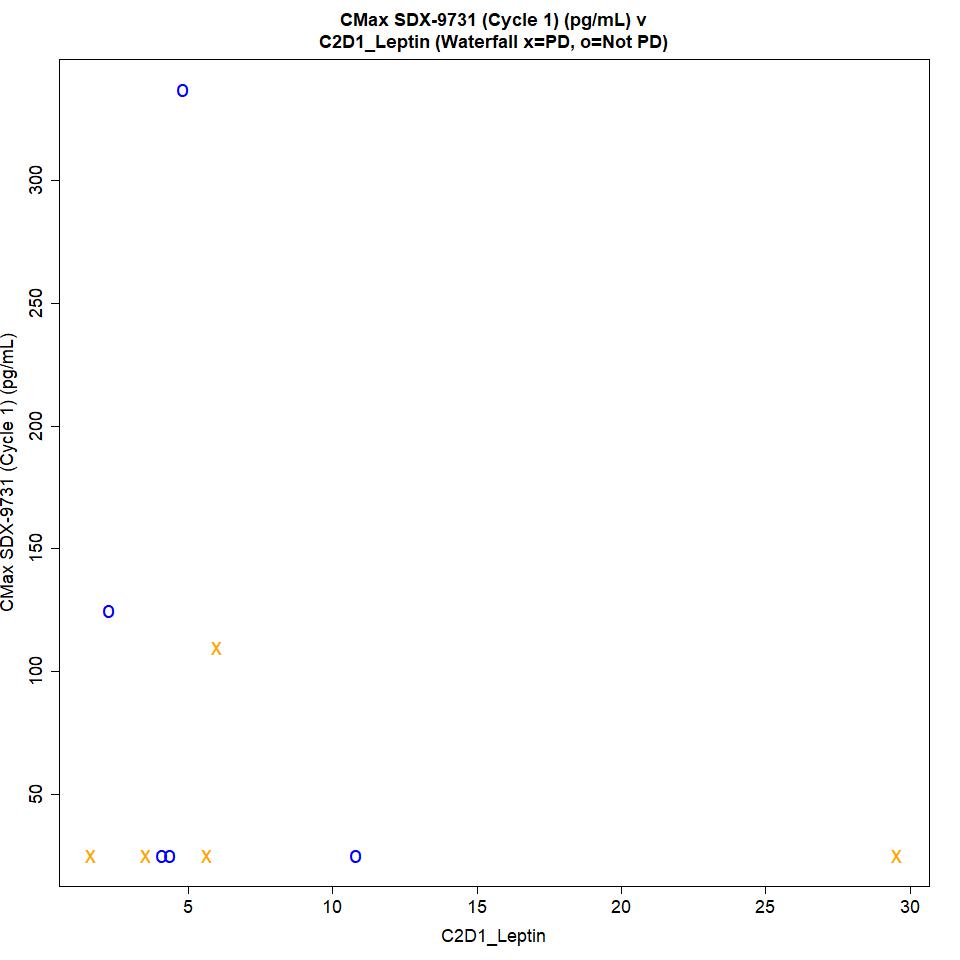 CMax SDX-9731 (Cycle 1) (pg/mL) v
C2D1_Leptin (Waterfall x=PD, o=Not PD)
CMax SDX-9731 (Cycle 1) (pg/mL)
300
250
200
150
100
50
o
o
x
x
x
o
o
x
o
x
5
10
15
20
25
30
C2D1_Leptin